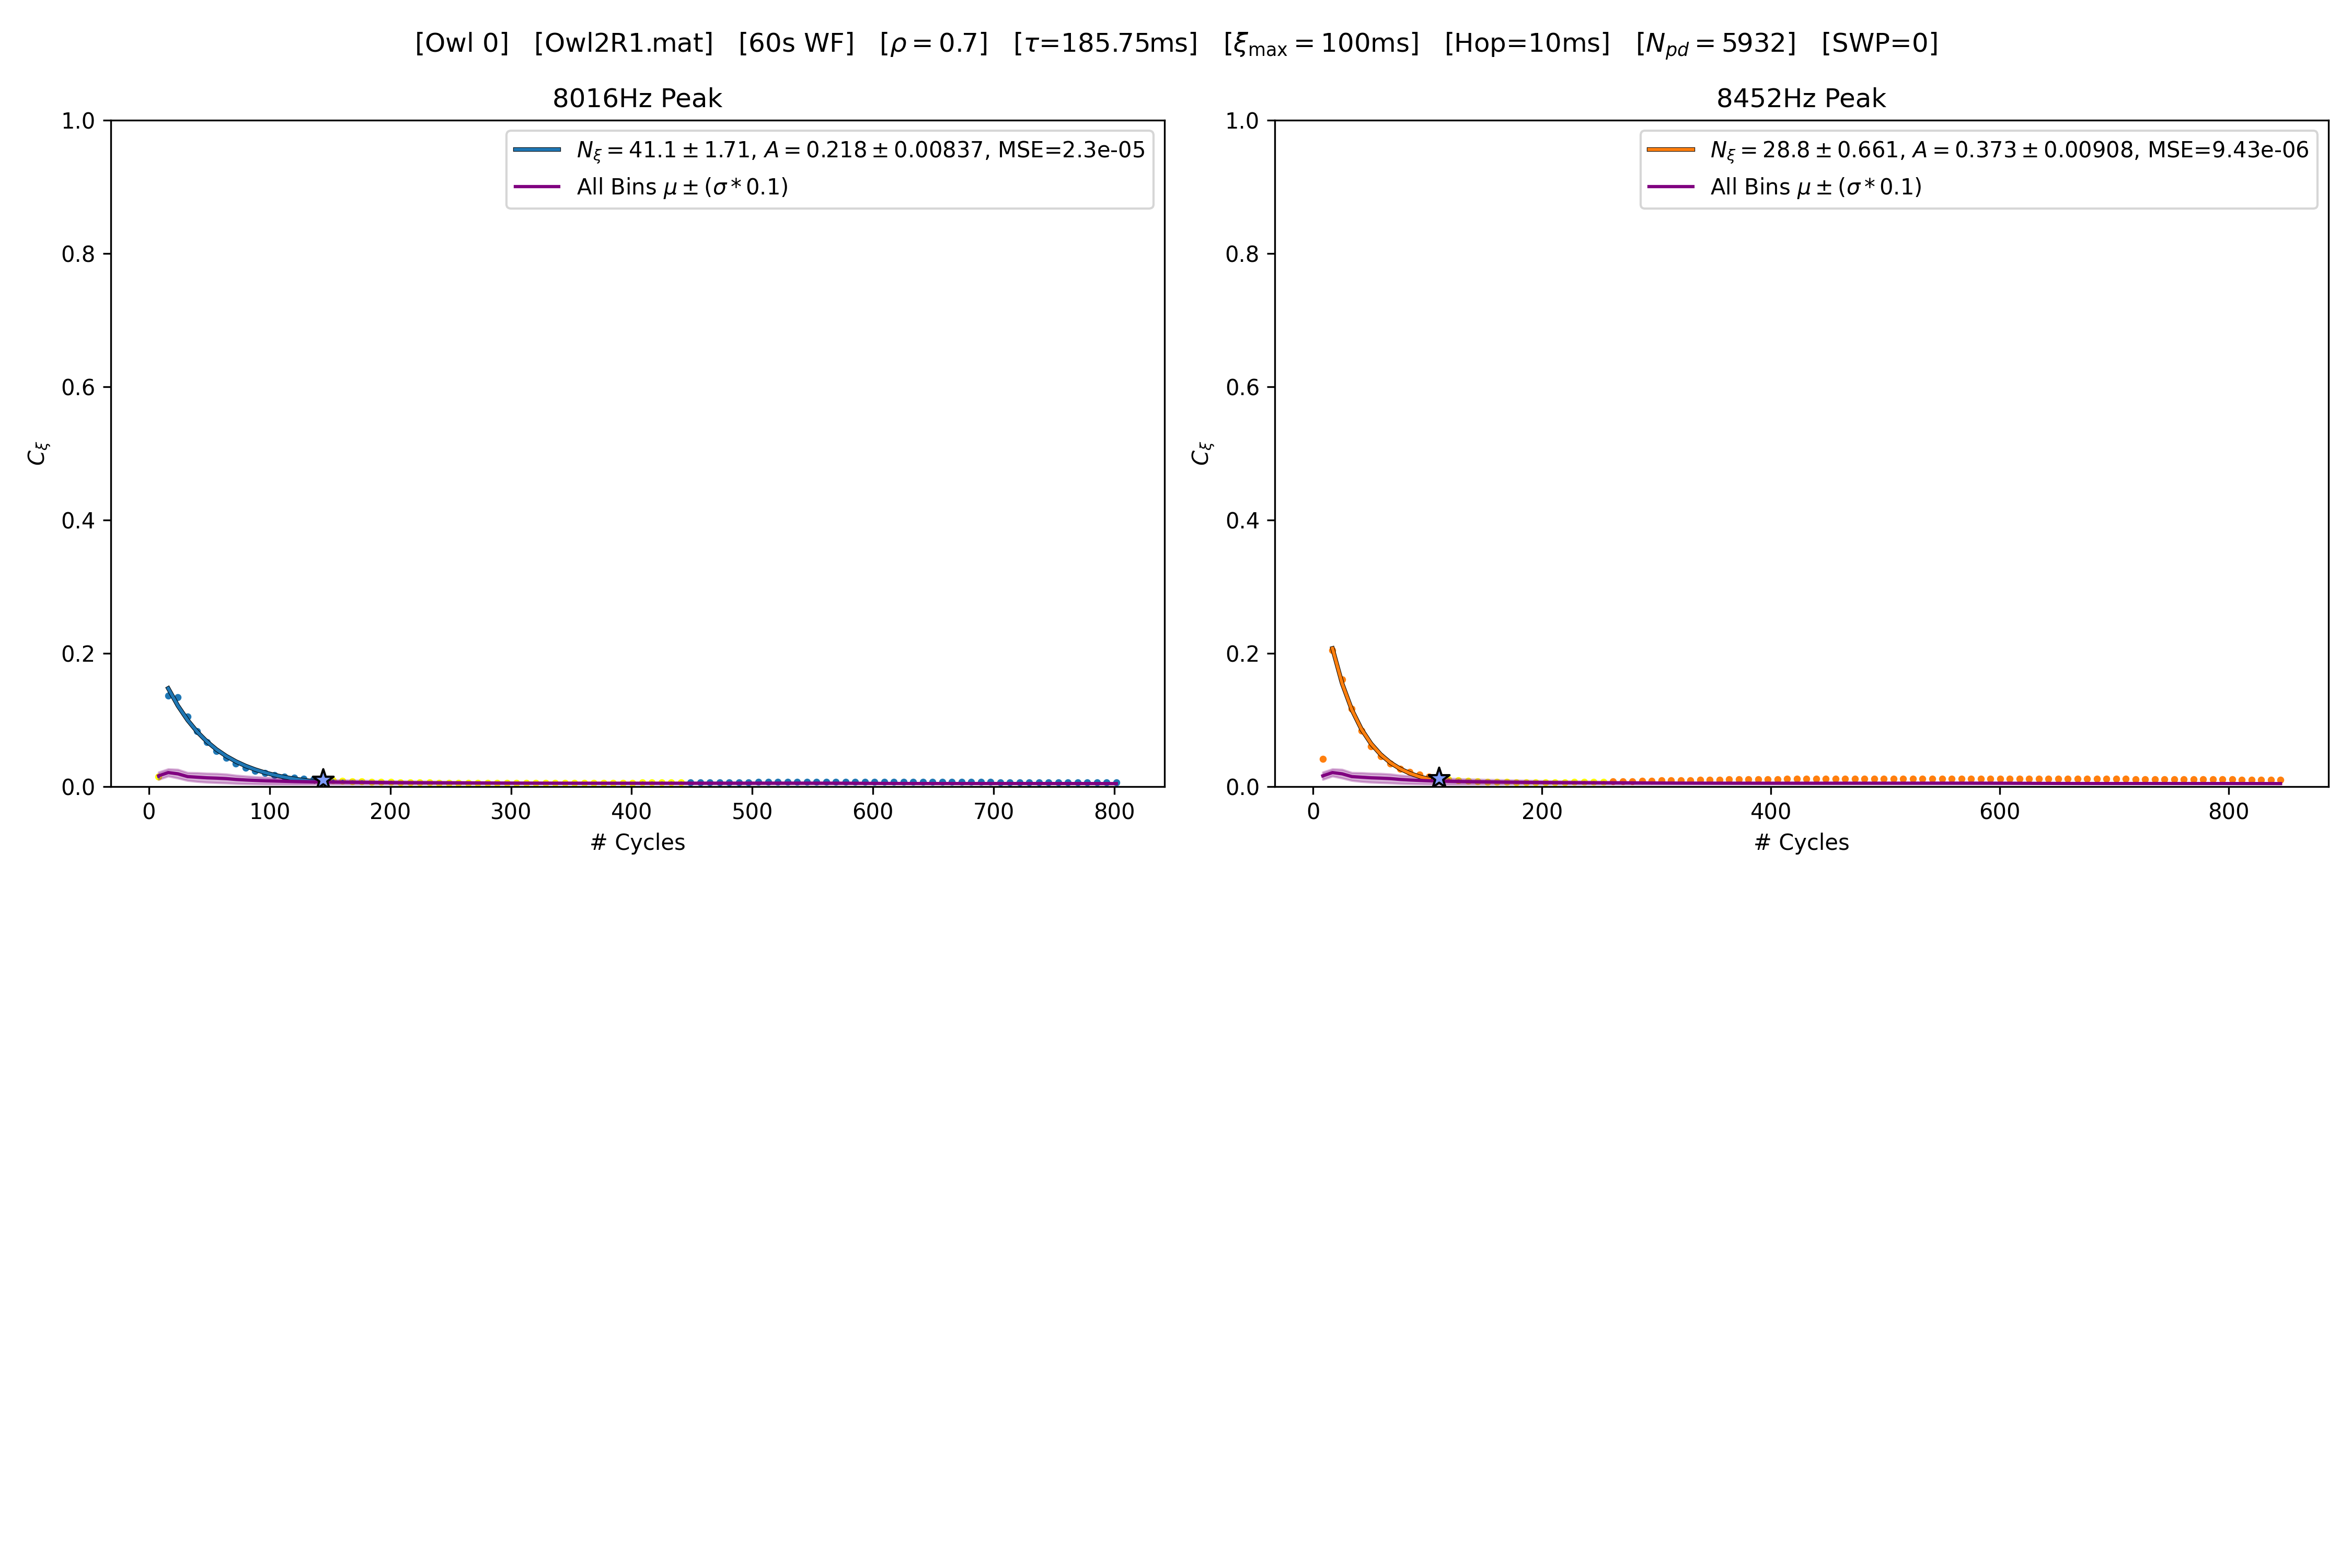 [Owl 0] [Owl2R1.mat] [60s WF] [ρ = 0.7] [τ=185.75ms] [ξmax = 100ms] [Hop=10ms] [Npd = 5932] [SWP=0]
8016Hz Peak
1.0
0.8
0.6
0.4
0.2
0.0
Cξ
Nξ = 41.1 ± 1.71, A = 0.218 ± 0.00837, MSE=2.3e-05
All Bins μ ± (σ * 0.1)
0 100 200 300 400 500 600 700 800
# Cycles
8452Hz Peak
1.0
0.8
0.6
0.4
0.2
0.0
Cξ
Nξ = 28.8 ± 0.661, A = 0.373 ± 0.00908, MSE=9.43e-06
All Bins μ ± (σ * 0.1)
0 200 400 600 800
# Cycles